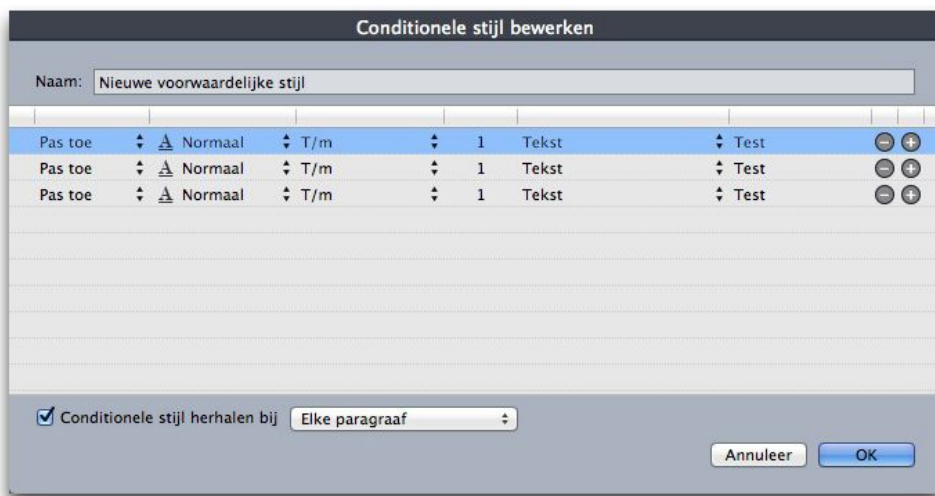 Conditionele stijl bewerken
Naam: Nieuwe voorwaardelijke stijl
Pas toe A Normaal T/m 1 Tekst Test
Pas toe A Normaal T/m 1 Tekst Test
Pas toe A Normaal T/m 1 Tekst Test
Conditionele stijl herhalen bij Elke paragraaf
Annuleer OK